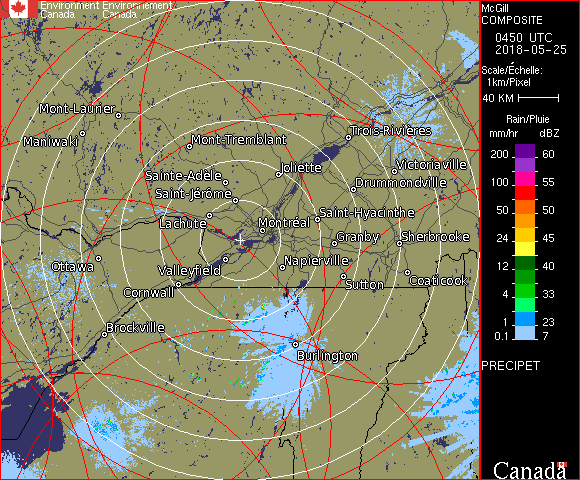 Environment Environnement
Canada Canada
McGill
COMPOSITE
0450 UTC
2018-05-25
Scale/Échelle:
1km/Pixel
40 KM
Rain/Pluie
mm/hr dBZ
200 60
155
100 55
50 50
24 45
12 40
4 33
1 23
0.1 7
PRECIPET
Canada
Mont-Laurier
Maniwaki
Mont-Tremblant
Trois-Rivières
Joliette
Victoriaville
Sainte-Adèle
Drummondville
Saint-Jérôme
Saint-Hyacinthe
Lachute
Montréal
Granby
Sherbrooke
Ottawa
Valleyfield
Napierville
Coaticook
Cornwall
Sutton
Brockville
Burlington